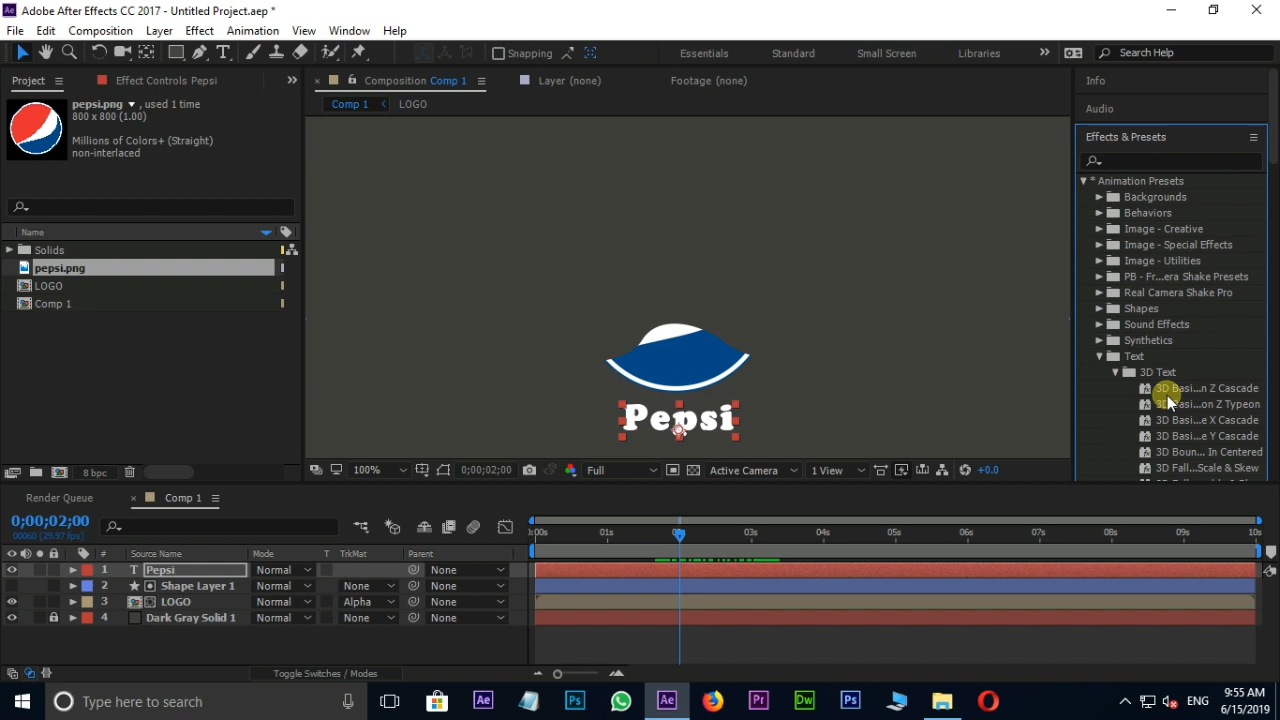 Adobe After Effects CC 2017 - Untitled Project.aep *
File Edit Composition Layer Effect Animation View Window Help
Snapping Essentials Standard Small Screen Libraries Search Help
Project Effect Controls Pepsi Composition Comp 1 Layer (none) Footage (none) Info
Comp 1 LOGO Audio
pepsi.png , used 1 time
800 x 800 (1.00)
Millions of Colors+ (Straight)
non-interlaced
Effects & Presets
* Animation Presets
Backgrounds
Behaviors
Image - Creative
Image - Special Effects
Image - Utilities
PB - Fr...era Shake Presets
Real Camera Shake Pro
Shapes
Sound Effects
Synthetics
Text
3D Text
3D Basi...n Z Cascade
3D Basi...on Z Typeon
3D Basi...e X Cascade
3D Basi...e Y Cascade
3D Boun... In Centered
3D Fall...Scale & Skew
Name
Solids
pepsi.png
LOGO
Comp 1
Pepsi
8 bpc 100% 0;00;02;00 Full Active Camera 1 View +0.0
Render Queue Comp 1
0;00;02;00
00060 (29.97 fps)
:00s 01s 03s 04s 05s 06s 07s 08s 09s 10s
# Source Name Mode T TrkMat Parent
1 T Pepsi Normal None
2 Shape Layer 1 Normal None None
3 LOGO Normal Alpha None
4 Dark Gray Solid 1 Normal None None
Toggle Switches / Modes
Type here to search ENG 9:55 AM
6/15/2019